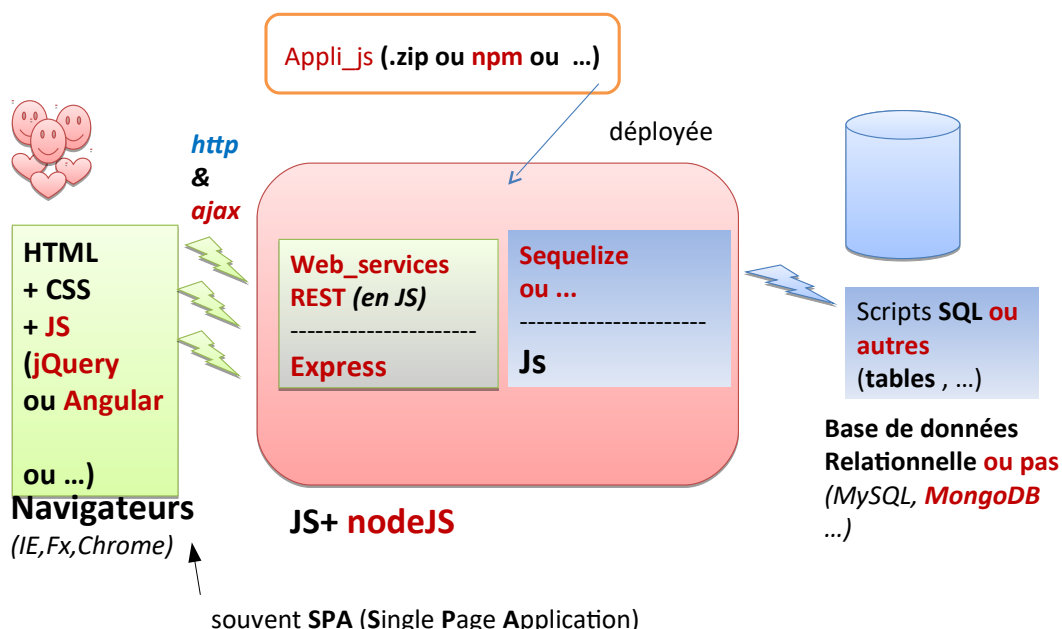 Appli_js (.zip ou npm ou …)
déployée
http
&
ajax
HTML
+ CSS
+ JS
(jQuery
ou Angular
ou …)
Navigateurs
(IE,Fx,Chrome)
Web_services
REST (en JS)
----------------------
Express
Sequelize
ou ...
----------------------
Js
JS+ nodeJS
Scripts SQL ou
autres
(tables , …)
Base de données
Relationnelle ou pas
(MySQL, MongoDB
…)
souvent SPA (Single Page Application)